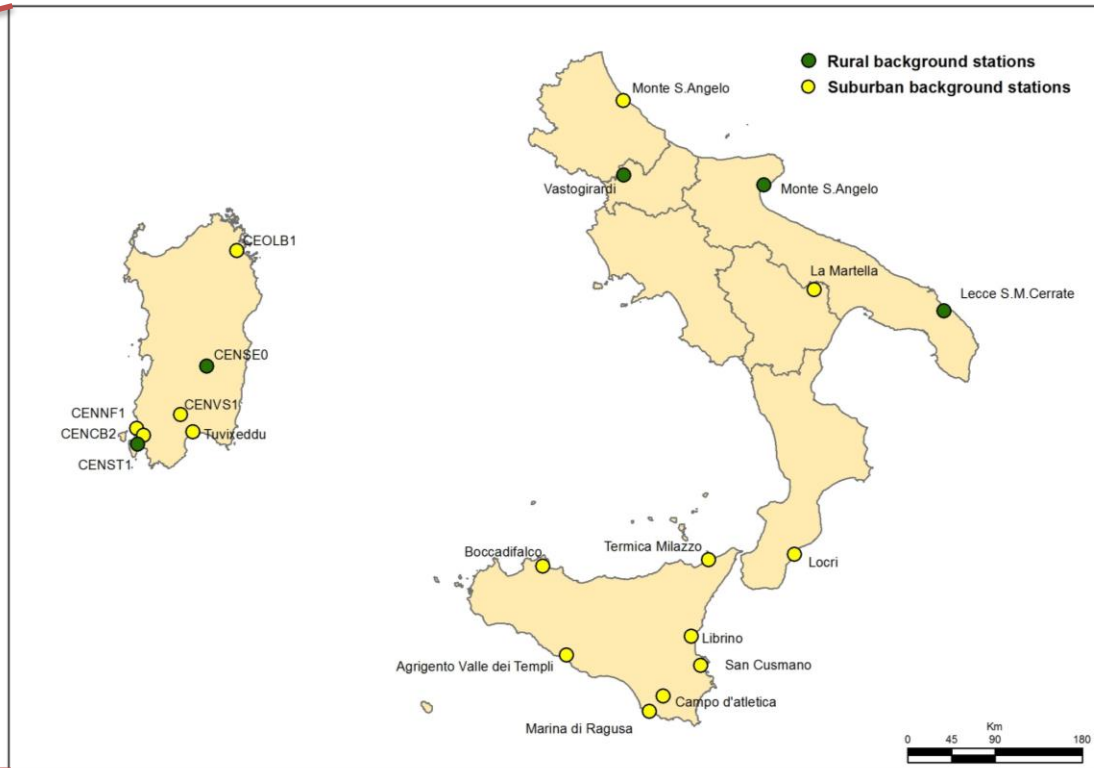 Rural background stations
Suburban background stations
Monte S.Angelo
Vastogirardi
Monte S.Angelo
CEOLB1
La Martella
Lecce S.M.Cerrate
CENSE0
CENVS1
CENNF1
CENCB2
Tuvixeddu
CENST1
Termica Milazzo
Boccadifalco
Locri
Librino
Agrigento Valle dei Templi
San Cusmano
Campo d'atletica
Marina di Ragusa
Km
0 45 90 180